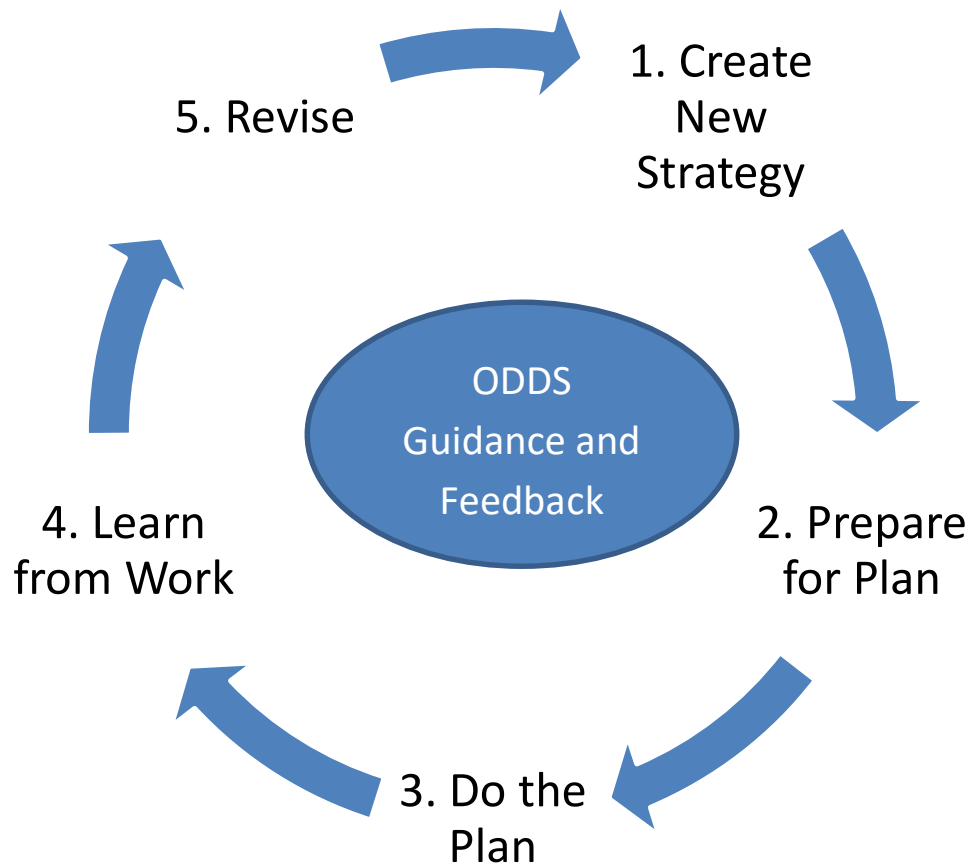 1. Create
New
Strategy
2. Prepare
for Plan
3. Do the
Plan
4. Learn
from Work
5. Revise
ODDS
Guidance and
Feedback